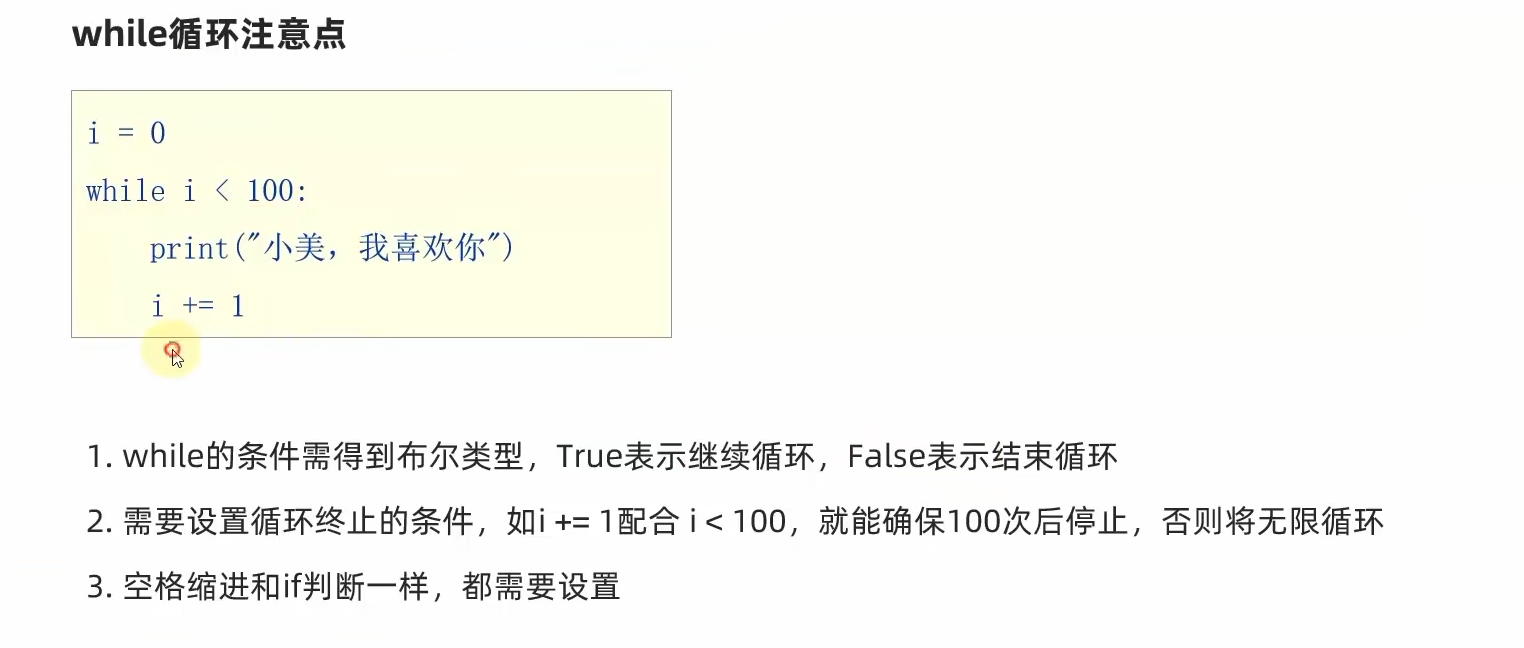 while循环注意点
i = 0
while i < 100:
    print("小美，我喜欢你")
    i += 1
1. while的条件需得到布尔类型，True表示继续循环，False表示结束循环
2. 需要设置循环终止的条件，如i += 1配合 i < 100，就能确保100次后停止，否则将无限循环
3. 空格缩进和if判断一样，都需要设置